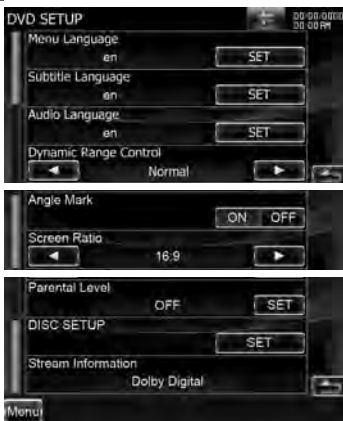 DVD SETUP
00/00/0000
00:00 PM
Menu Language
en SET
Subtitle Language
en SET
Audio Language
en SET
Dynamic Range Control
Normal
Angle Mark
ON OFF
Screen Ratio
16:9
Parental Level
OFF SET
DISC SETUP
SET
Stream Information
Dolby Digital
Menu